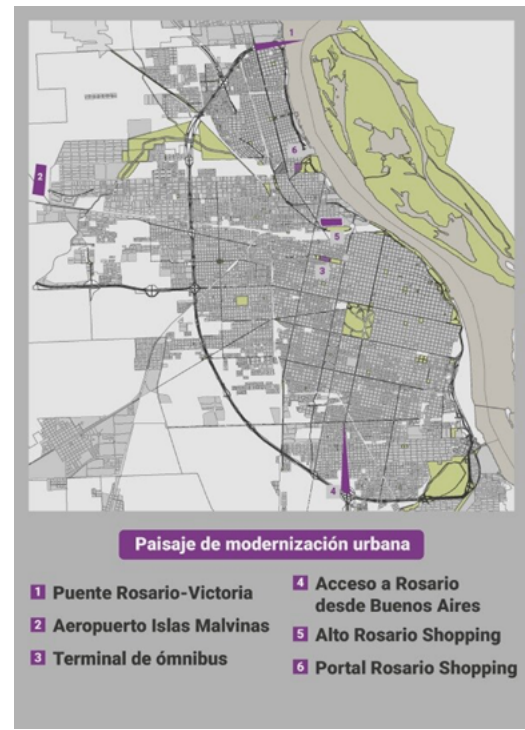 1
6
2
5
3
4
Paisaje de modernización urbana
1 Puente Rosario-Victoria
2 Aeropuerto Islas Malvinas
3 Terminal de ómnibus
4 Acceso a Rosario
desde Buenos Aires
5 Alto Rosario Shopping
6 Portal Rosario Shopping